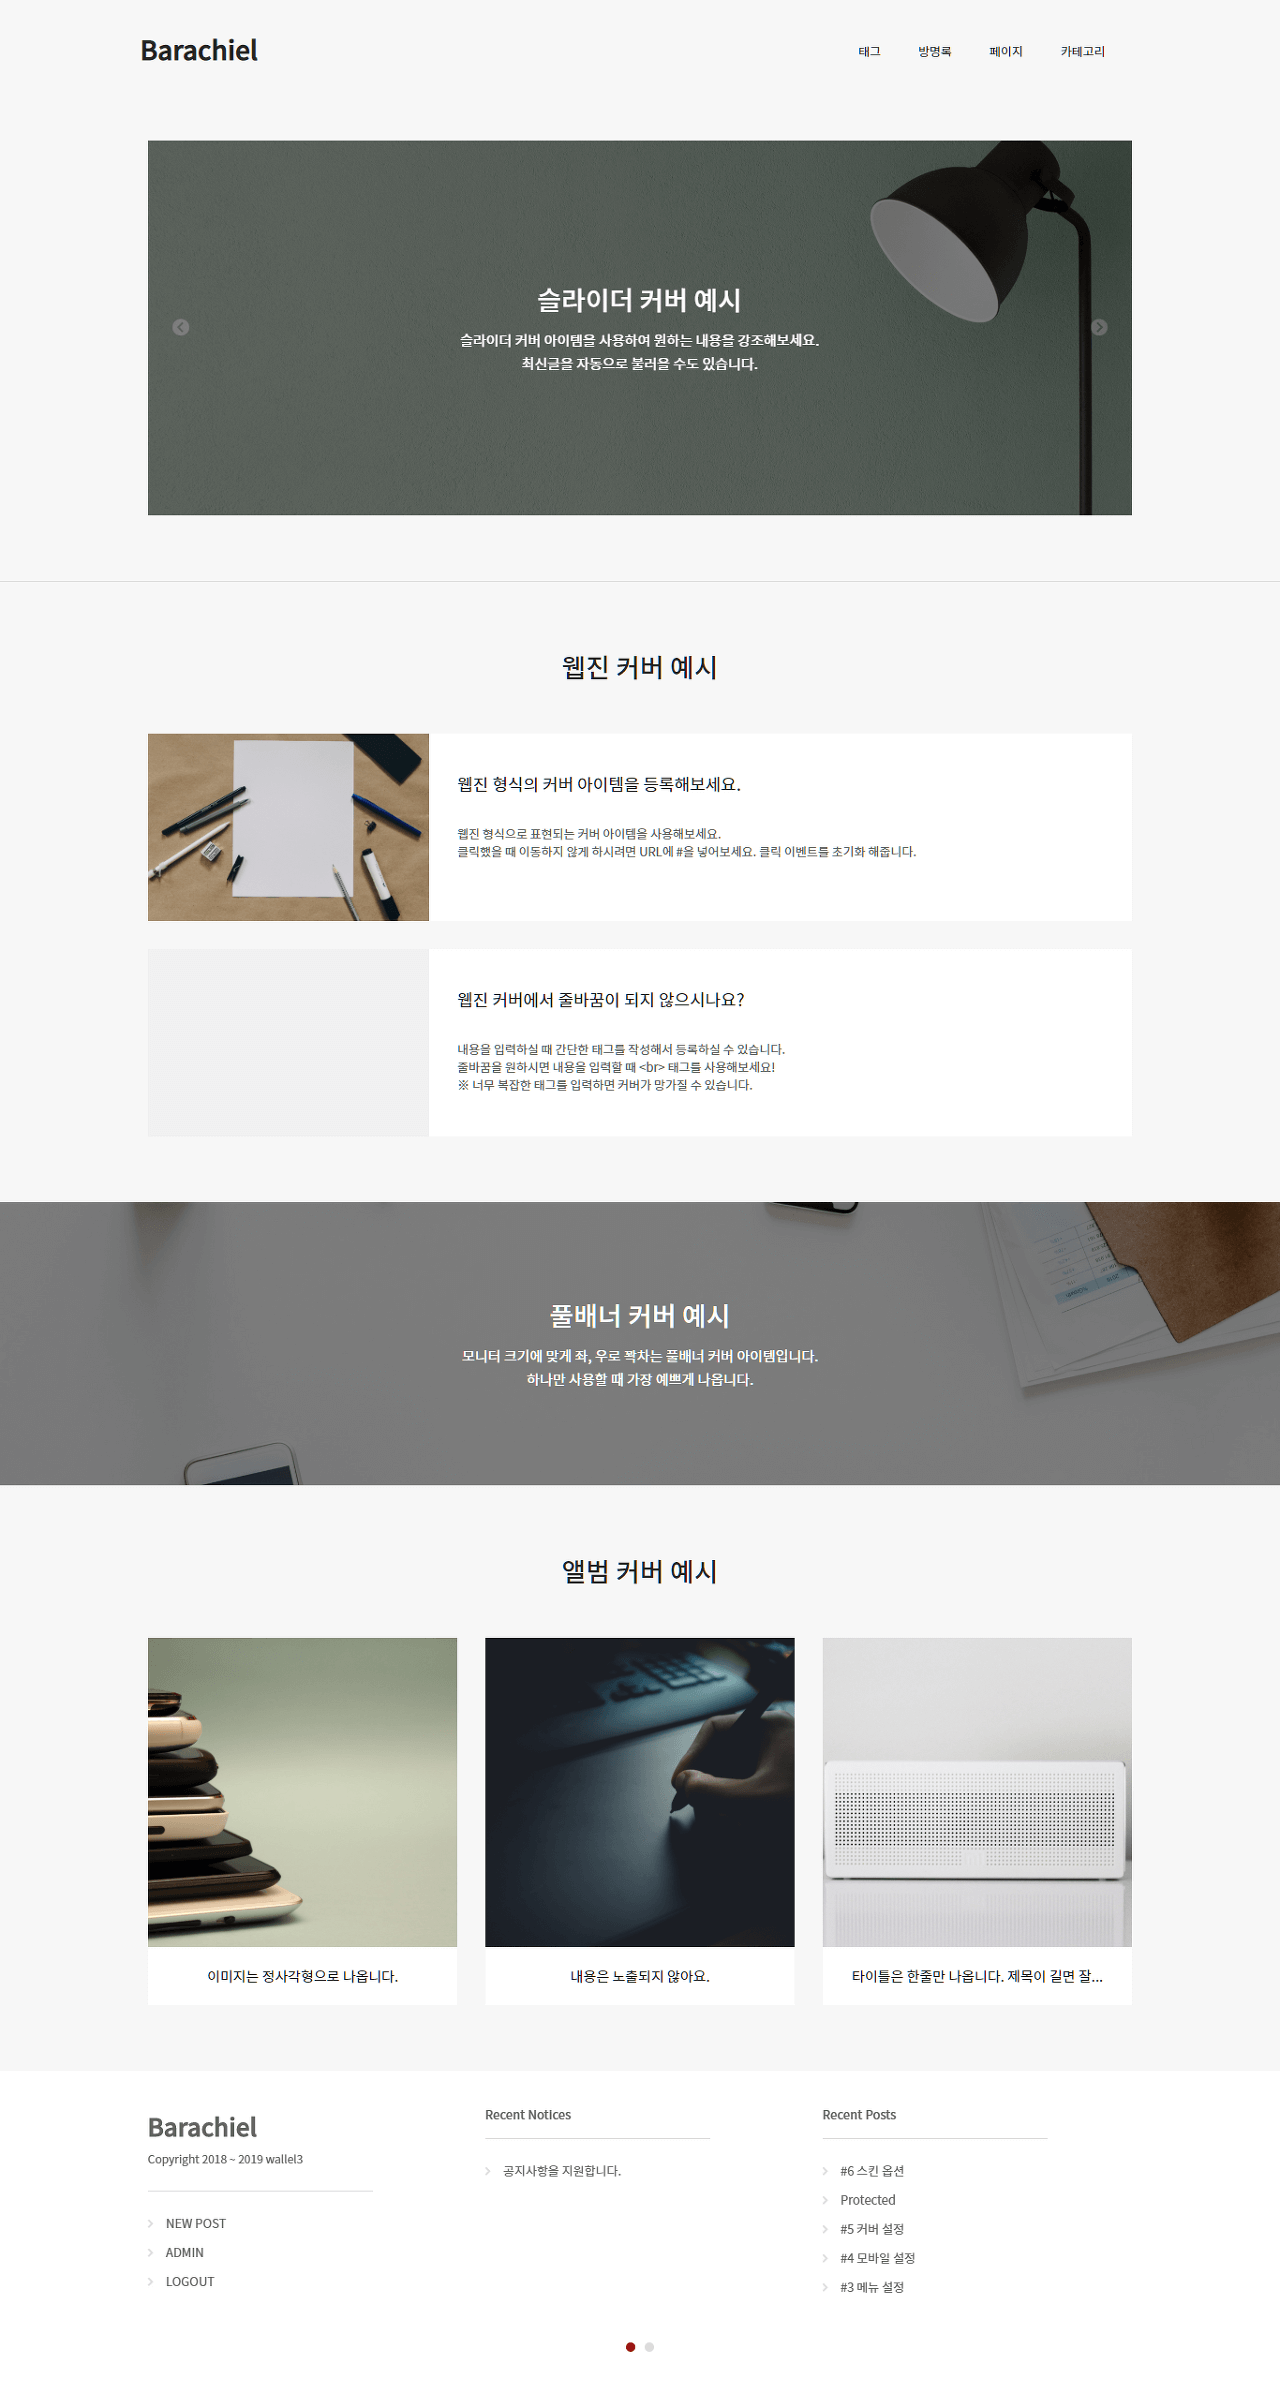 Barachiel
태그 방명록 페이지 카테고리
슬라이더 커버 예시
슬라이더 커버 아이템을 사용하여 원하는 내용을 강조해보세요.
최신글을 자동으로 불러올 수도 있습니다.
웹진 커버 예시
웹진 형식의 커버 아이템을 등록해보세요.
웹진 형식으로 표현되는 커버 아이템을 사용해보세요.
클릭했을 때 이동하지 않게 하시려면 URL에 #을 넣어보세요. 클릭 이벤트를 초기화 해줍니다.
웹진 커버에서 줄바꿈이 되지 않으시나요?
내용을 입력하실 때 간단한 태그를 작성해서 등록하실 수 있습니다.
줄바꿈을 원하시면 내용을 입력할 때 <br> 태그를 사용해보세요!
※ 너무 복잡한 태그를 입력하면 커버가 망가질 수 있습니다.
풀배너 커버 예시
모니터 크기에 맞게 좌, 우로 꽉차는 풀배너 커버 아이템입니다.
하나만 사용할 때 가장 예쁘게 나옵니다.
앨범 커버 예시
이미지는 정사각형으로 나옵니다.
내용은 노출되지 않아요.
타이틀은 한줄만 나옵니다. 제목이 길면 잘...
Barachiel
Copyright 2018 ~ 2019 wallel3
NEW POST
ADMIN
LOGOUT
Recent Notices
공지사항을 지원합니다.
Recent Posts
#6 스킨 옵션
Protected
#5 커버 설정
#4 모바일 설정
#3 메뉴 설정